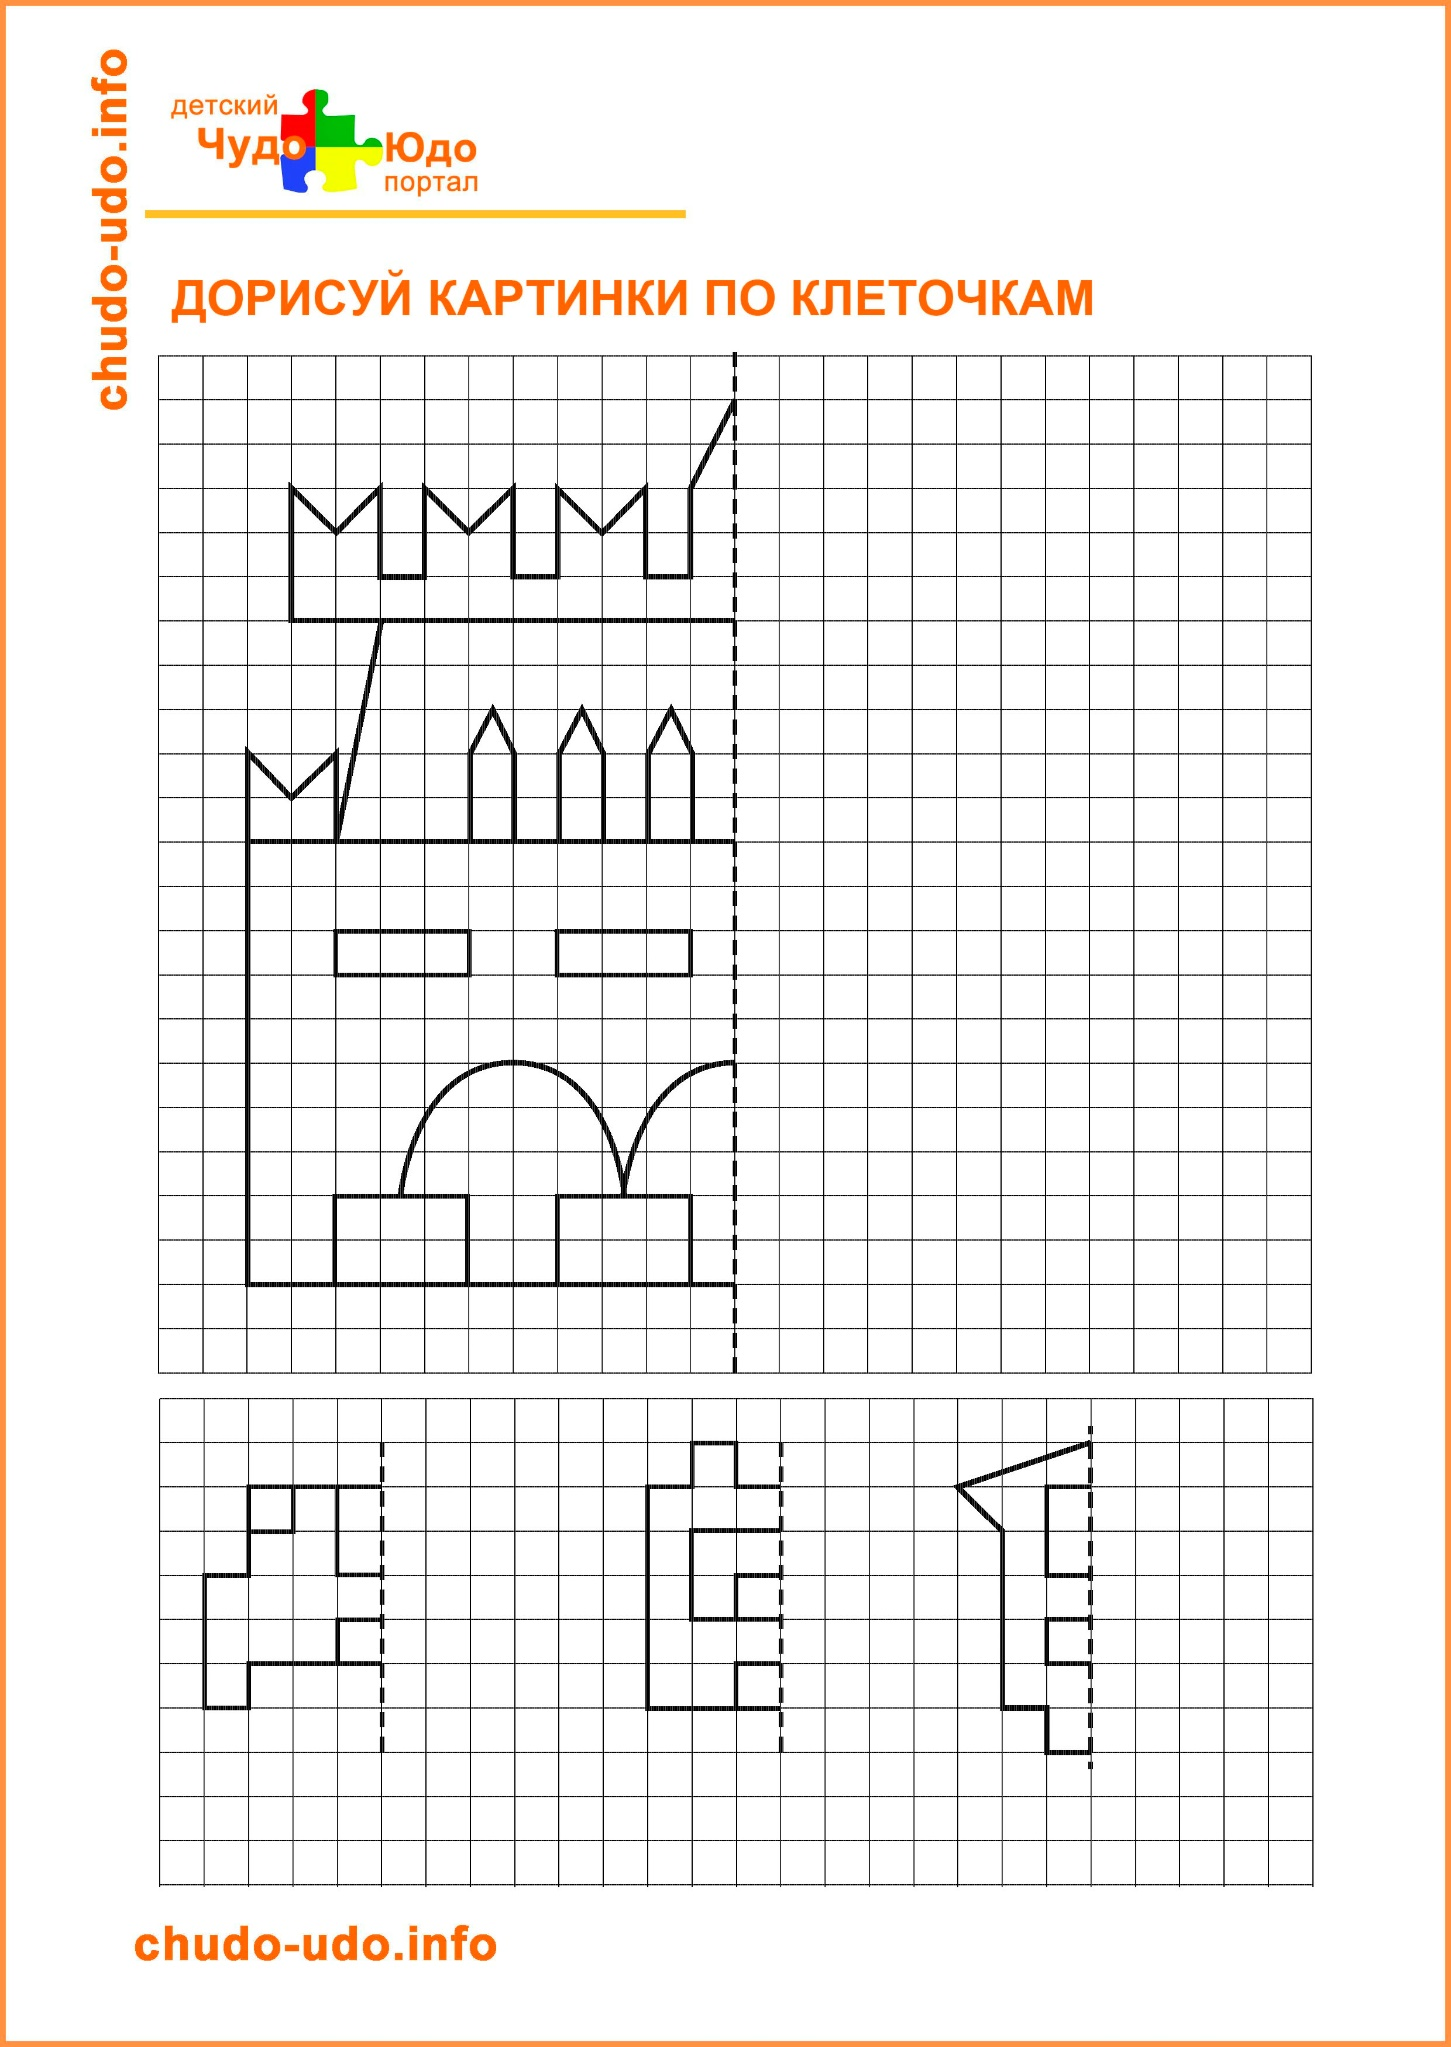 chudo-udo.info
детский
Чудо Юдо
портал
ДОРИСУЙ КАРТИНКИ ПО КЛЕТОЧКАМ
chudo-udo.info